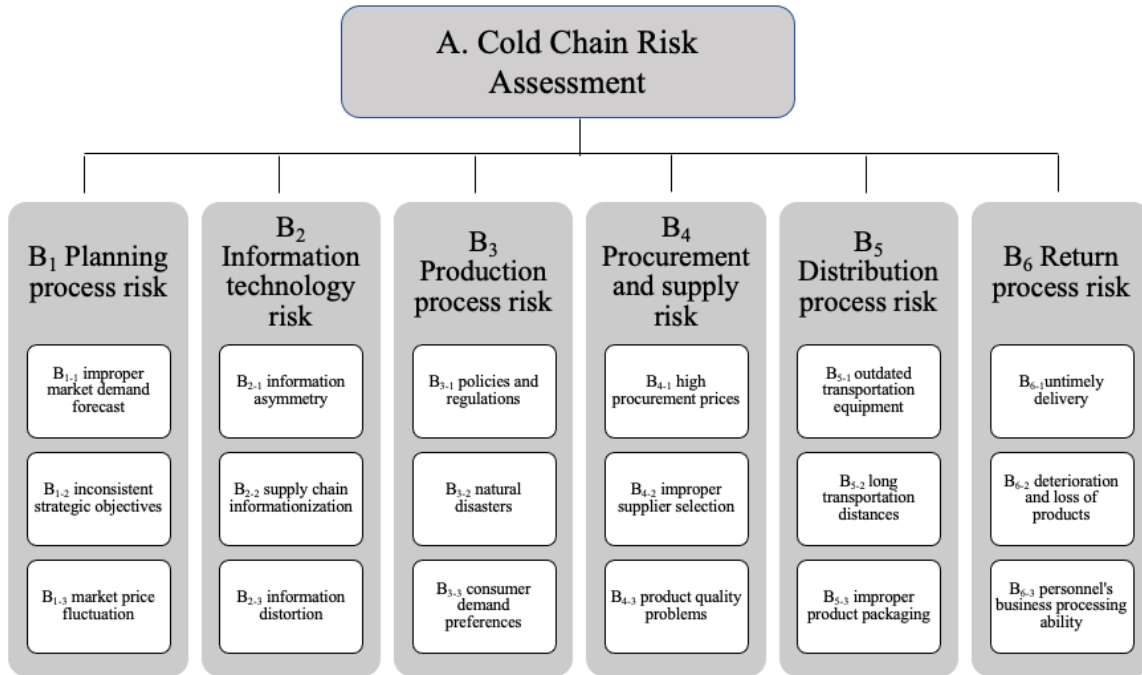 A. Cold Chain Risk
Assessment
B₁ Planning
process risk
B₁₋₁ improper
market demand
forecast
B₁₋₂ inconsistent
strategic objectives
B₁₋₃ market price
fluctuation
B₂
Information
technology
risk
B₂₋₁ information
asymmetry
B₂₋₂ supply chain
informationization
B₂₋₃ information
distortion
B₃
Production
process risk
B₃₋₁ policies and
regulations
B₃₋₂ natural
disasters
B₃₋₃ consumer
demand
preferences
B₄
Procurement
and supply
risk
B₄₋₁ high
procurement prices
B₄₋₂ improper
supplier selection
B₄₋₃ product quality
problems
B₅
Distribution
process risk
B₅₋₁ outdated
transportation
equipment
B₅₋₂ long
transportation
distances
B₅₋₃ improper
product packaging
B₆ Return
process risk
B₆₋₁untimely
delivery
B₆₋₂ deterioration
and loss of
products
B₆₋₃ personnel's
business processing
ability